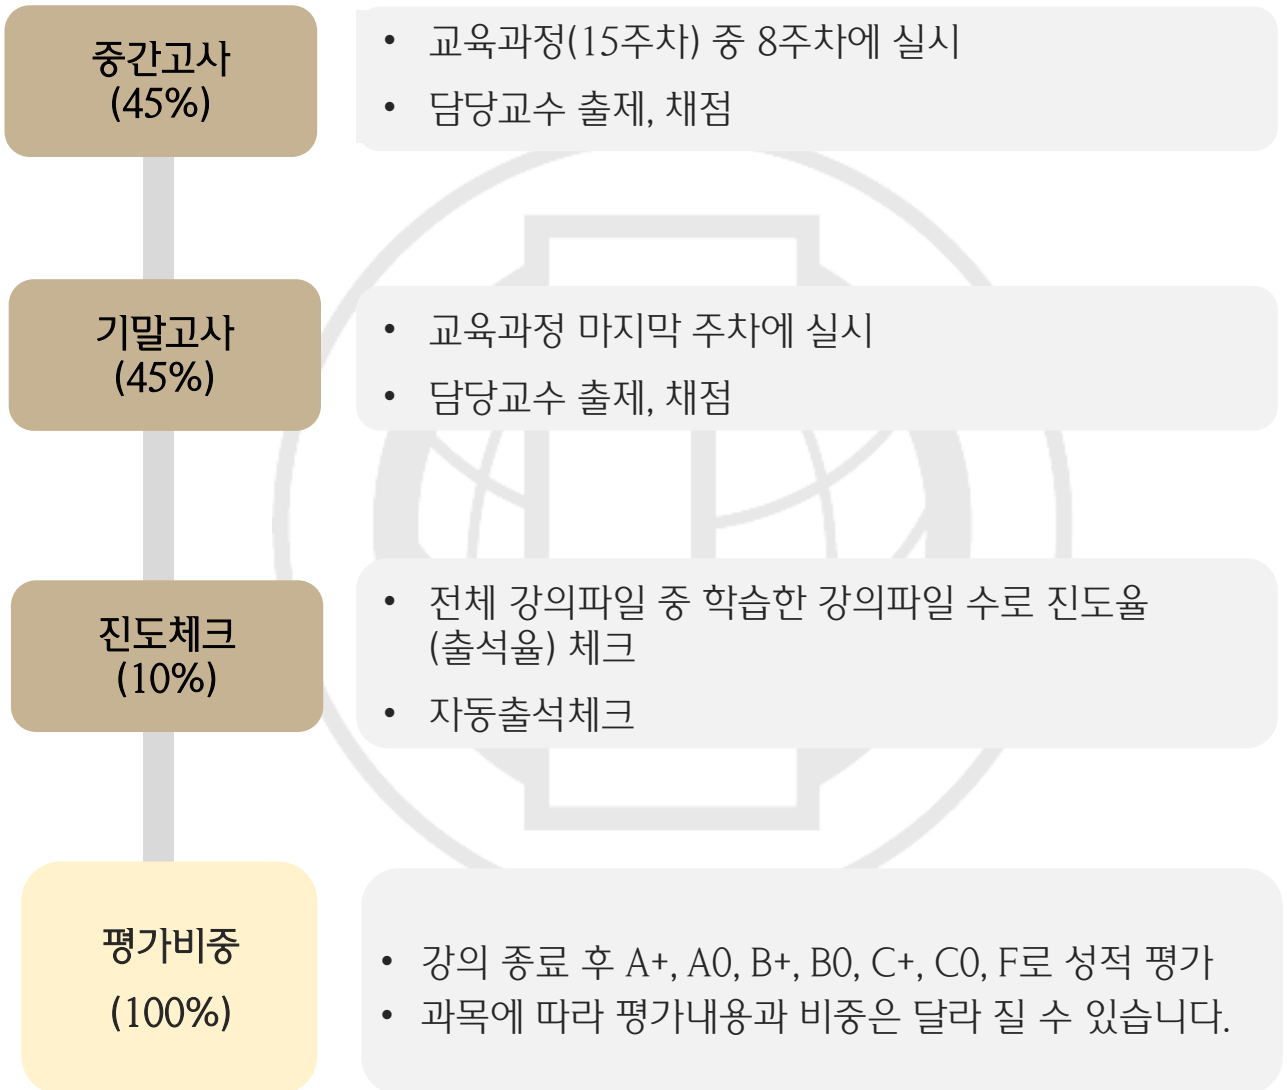 중간고사
(45%)
• 교육과정(15주차) 중 8주차에 실시
• 담당교수 출제, 채점
기말고사
(45%)
• 교육과정 마지막 주차에 실시
• 담당교수 출제, 채점
진도체크
(10%)
• 전체 강의파일 중 학습한 강의파일 수로 진도율
(출석율) 체크
• 자동출석체크
평가비중
(100%)
• 강의 종료 후 A+, A0, B+, B0, C+, C0, F로 성적 평가
• 과목에 따라 평가내용과 비중은 달라 질 수 있습니다.